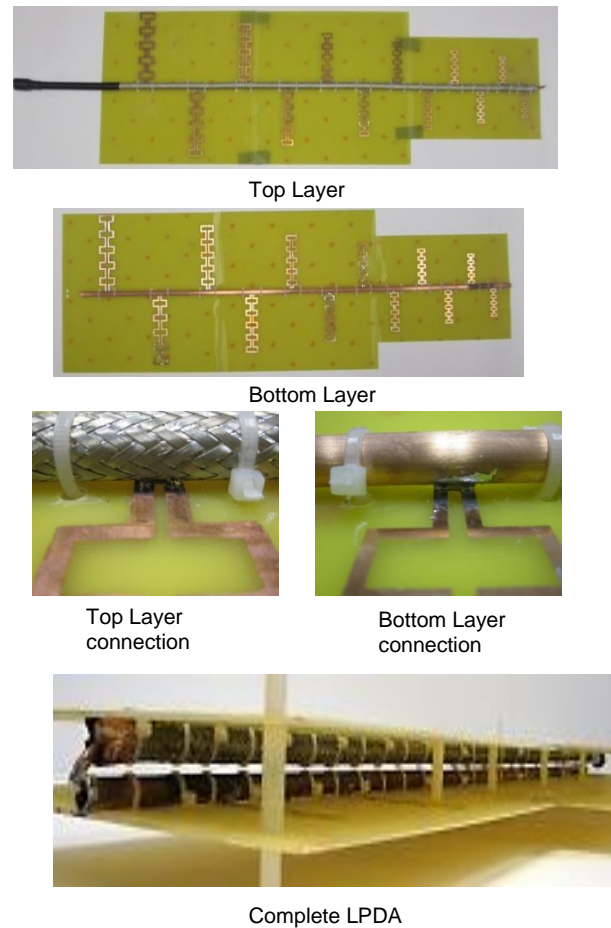 Top Layer
Bottom Layer
Top Layer
connection
Bottom Layer
connection
Complete LPDA